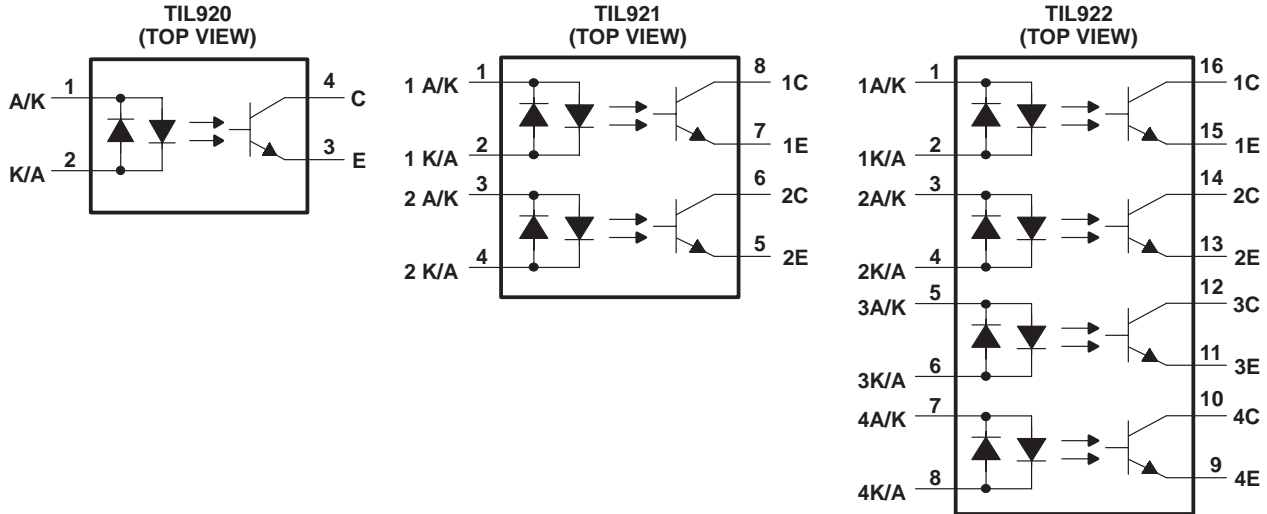 TIL920
(TOP VIEW)
A/K 1
4 C
K/A 2
3 E
TIL921
(TOP VIEW)
1 A/K 1
8 1C
1 K/A 2
7 1E
2 A/K 3
6 2C
2 K/A 4
5 2E
TIL922
(TOP VIEW)
1A/K 1
16 1C
1K/A 2
15 1E
2A/K 3
14 2C
2K/A 4
13 2E
3A/K 5
12 3C
3K/A 6
11 3E
4A/K 7
10 4C
4K/A 8
9 4E